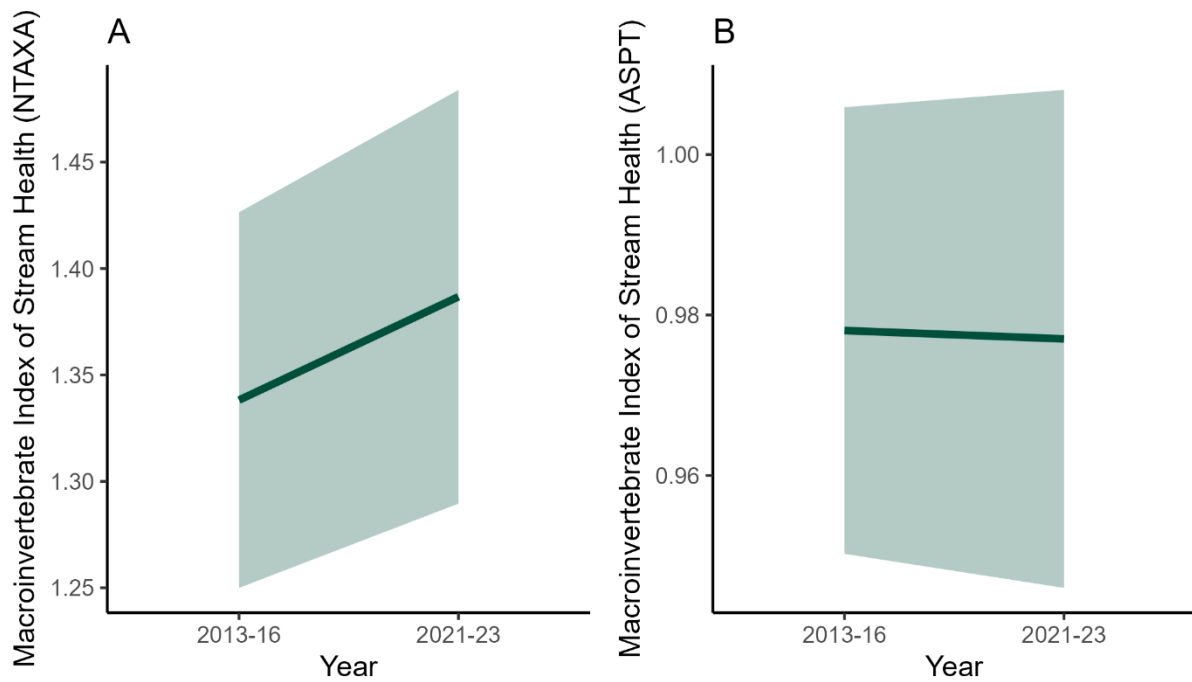 A
Macroinvertebrate Index of Stream Health (NTAXA)
1.45
1.40
1.35
1.30
1.25
2013-16 2021-23
Year
B
Macroinvertebrate Index of Stream Health (ASPT)
1.00
0.98
0.96
2013-16 2021-23
Year